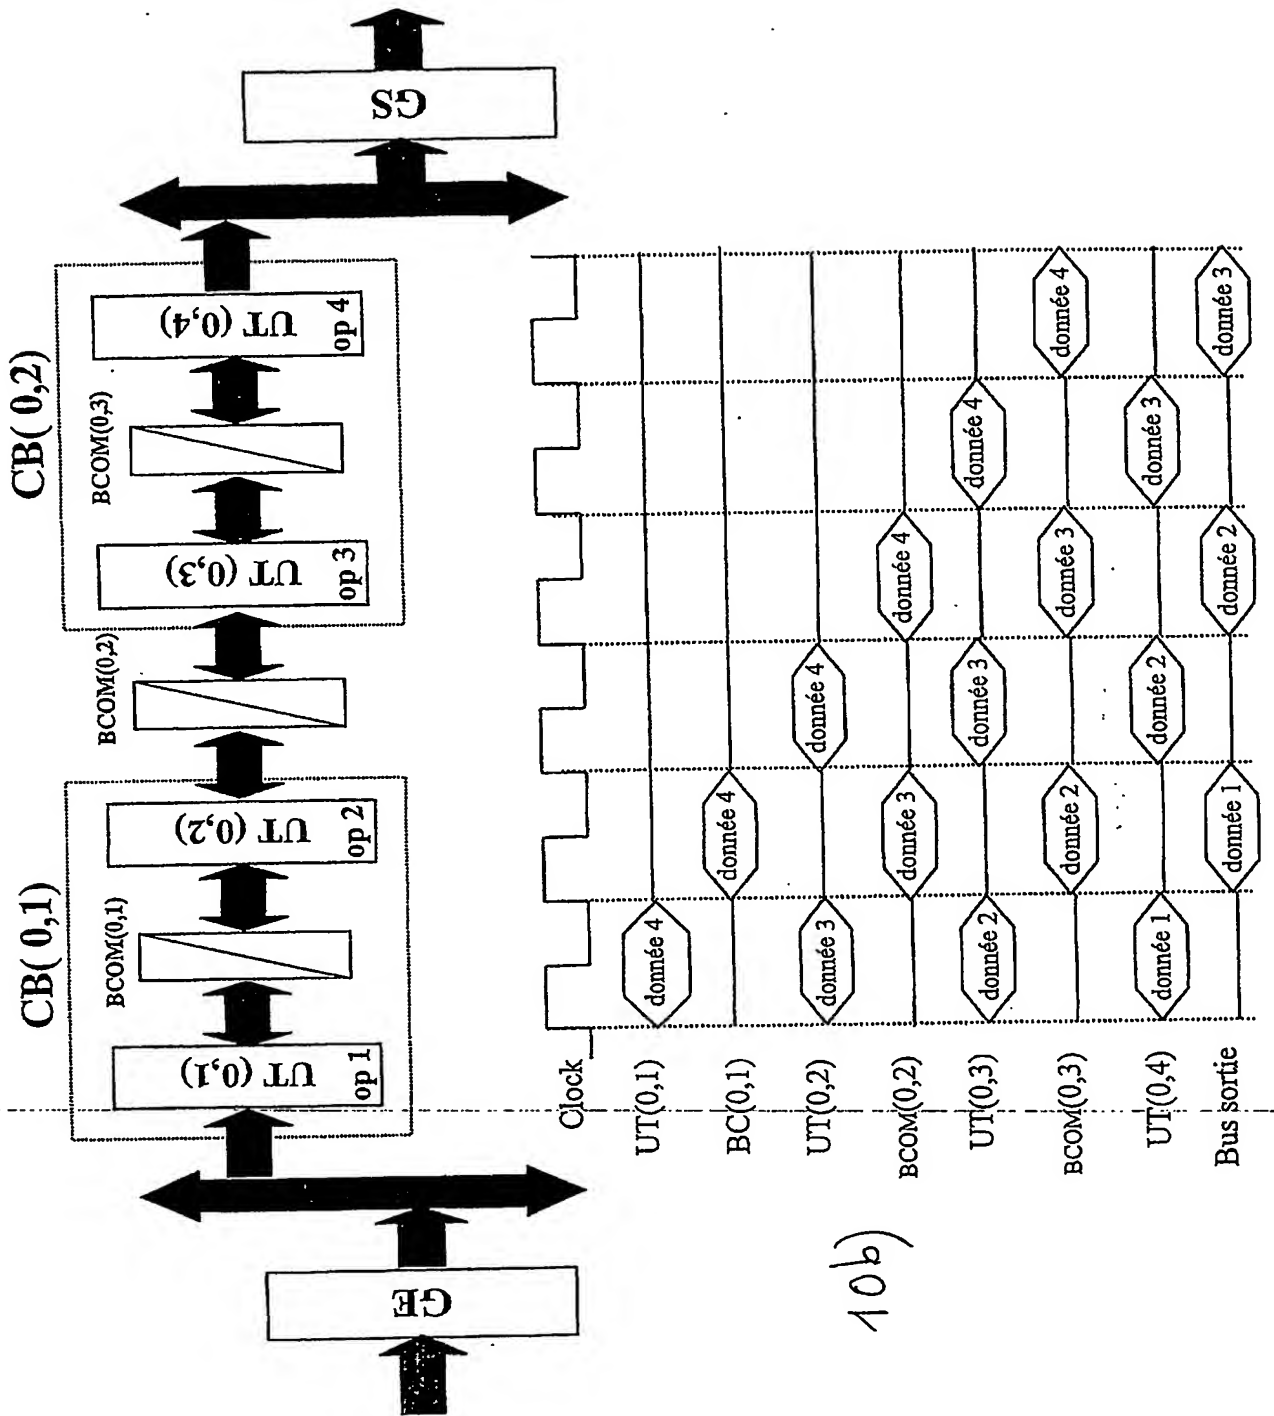 CB( 0,1)
CB( 0,2)
BCOM(0,1)
BCOM(0,2)
BCOM(0,3)
GE
UT (0,1)
op 1
UT (0,2)
op 2
UT (0,3)
op 3
UT (0,4)
op 4
GS
Clock
UT(0,1)
donnée 4
BC(0,1)
donnée 4
UT(0,2)
donnée 3
donnée 4
BCOM(0,2)
donnée 3
donnée 4
UT(0,3)
donnée 2
donnée 3
donnée 4
BCOM(0,3)
donnée 2
donnée 3
donnée 4
UT(0,4)
donnée 1
donnée 2
donnée 3
Bus sortie
donnée 1
donnée 2
donnée 3
10b)